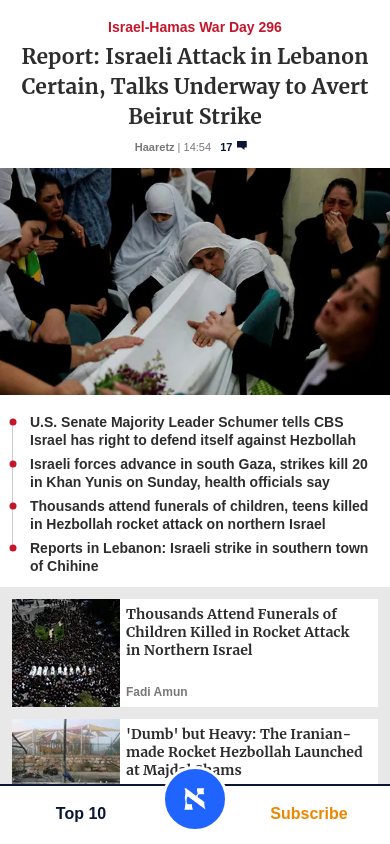 Israel-Hamas War Day 296
Report: Israeli Attack in Lebanon
Certain, Talks Underway to Avert
Beirut Strike
Haaretz | 14:54 17
U.S. Senate Majority Leader Schumer tells CBS
Israel has right to defend itself against Hezbollah
Israeli forces advance in south Gaza, strikes kill 20
in Khan Yunis on Sunday, health officials say
Thousands attend funerals of children, teens killed
in Hezbollah rocket attack on northern Israel
Reports in Lebanon: Israeli strike in southern town
of Chihine
Thousands Attend Funerals of
Children Killed in Rocket Attack
in Northern Israel
Fadi Amun
'Dumb' but Heavy: The Iranian-
made Rocket Hezbollah Launched
at Majdal Shams
Top 10
Subscribe